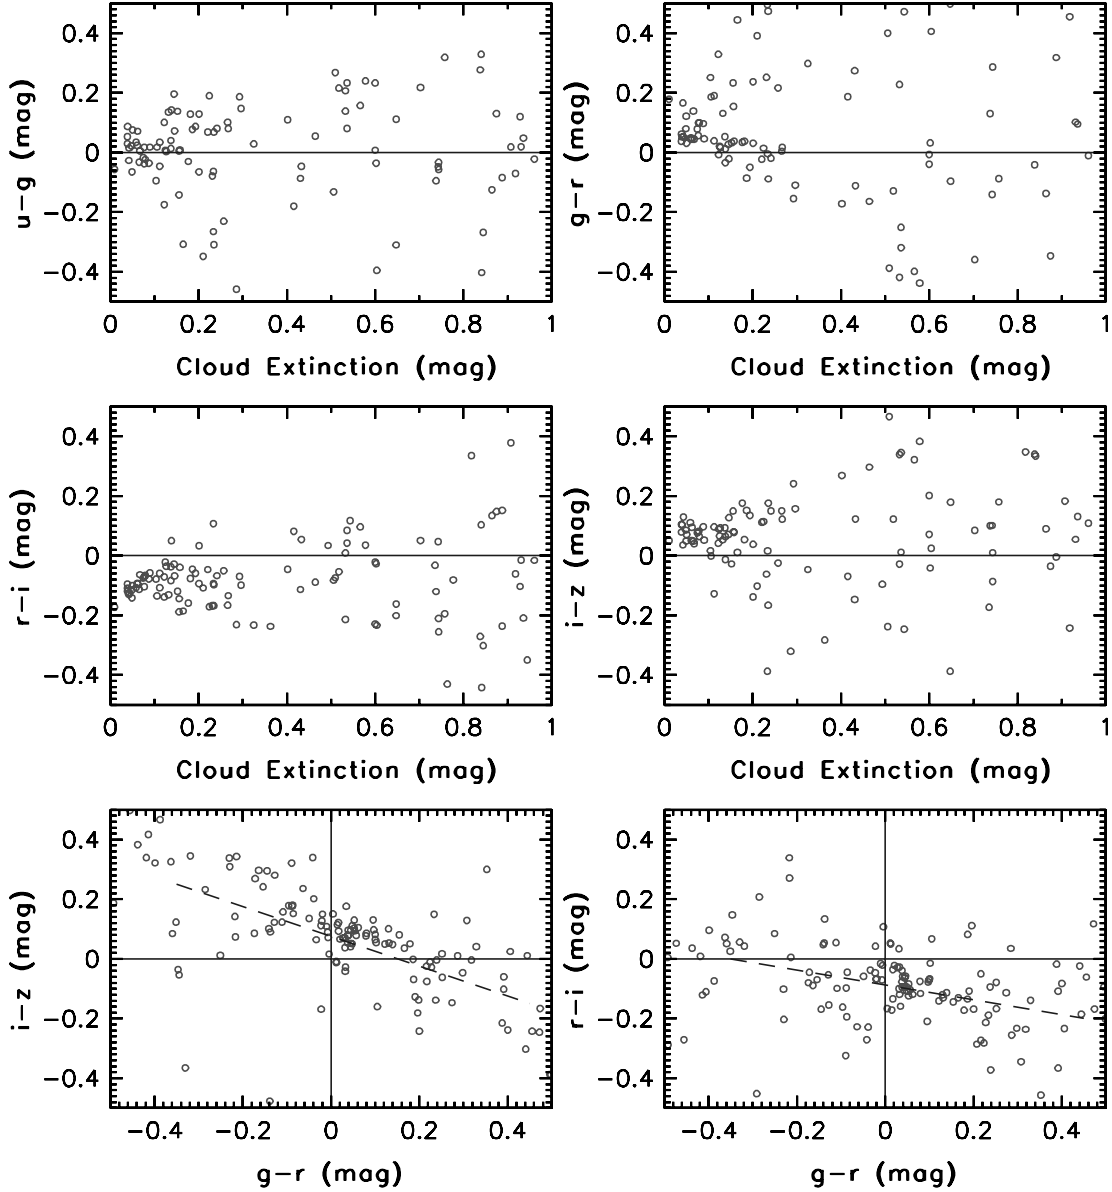 0.4 0.4
0.2 0.2
0 0
−0.2 −0.2
−0.4 −0.4
u−g (mag) g−r (mag)
0 0.2 0.4 0.6 0.8 1 0 0.2 0.4 0.6 0.8 1
Cloud Extinction (mag) Cloud Extinction (mag)
0.4 0.4
0.2 0.2
0 0
−0.2 −0.2
−0.4 −0.4
r−i (mag) i−z (mag)
0 0.2 0.4 0.6 0.8 1 0 0.2 0.4 0.6 0.8 1
Cloud Extinction (mag) Cloud Extinction (mag)
0.4 0.4
0.2 0.2
0 0
−0.2 −0.2
−0.4 −0.4
i−z (mag) r−i (mag)
−0.4 −0.2 0 0.2 0.4 −0.4 −0.2 0 0.2 0.4
g−r (mag) g−r (mag)